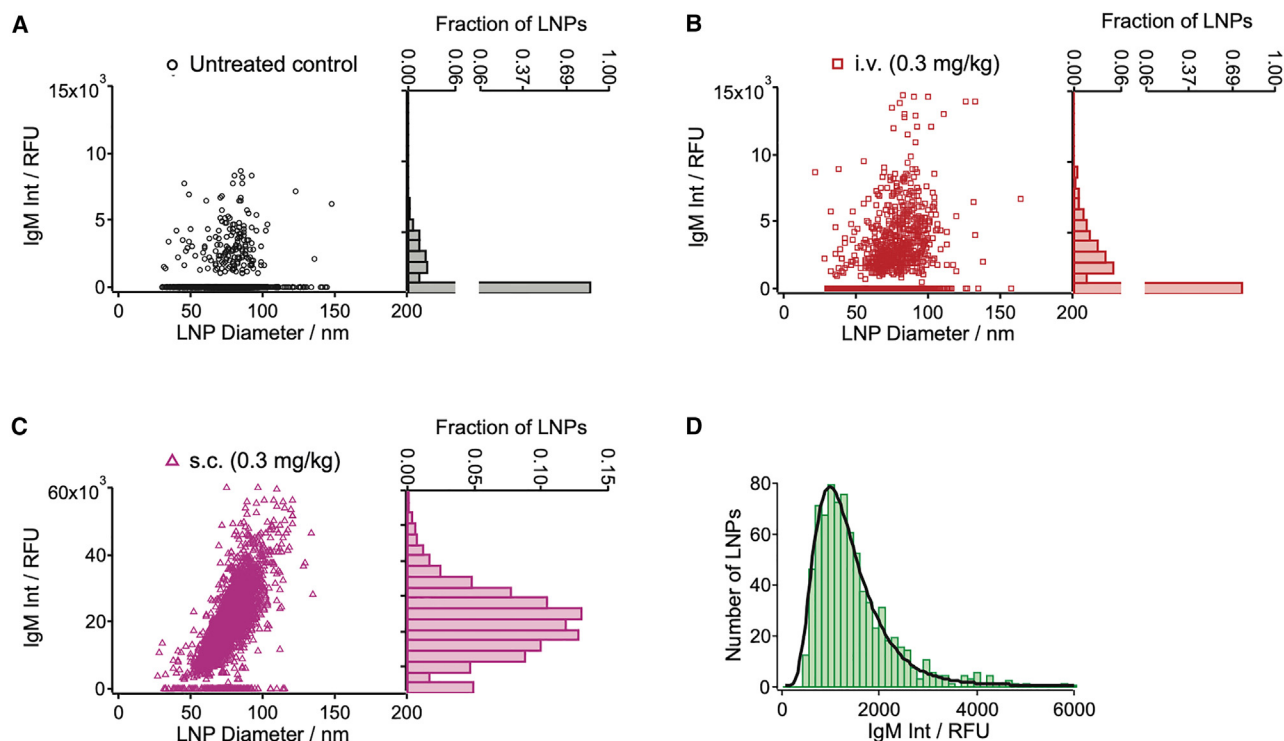 A
Fraction of LNPs
0.00 0.06 0.06 0.37 0.69 1.00
Untreated control
15x10³
10
5
0
IgM Int / RFU
0 50 100 150 200
LNP Diameter / nm
B
Fraction of LNPs
0.00 0.06 0.06 0.37 0.69 1.00
i.v. (0.3 mg/kg)
15x10³
10
5
0
IgM Int / RFU
0 50 100 150 200
LNP Diameter / nm
C
Fraction of LNPs
0.00 0.05 0.10 0.15
s.c. (0.3 mg/kg)
60x10³
40
20
0
IgM Int / RFU
0 50 100 150 200
LNP Diameter / nm
D
80
60
40
20
0
Number of LNPs
0 2000 4000 6000
IgM Int / RFU